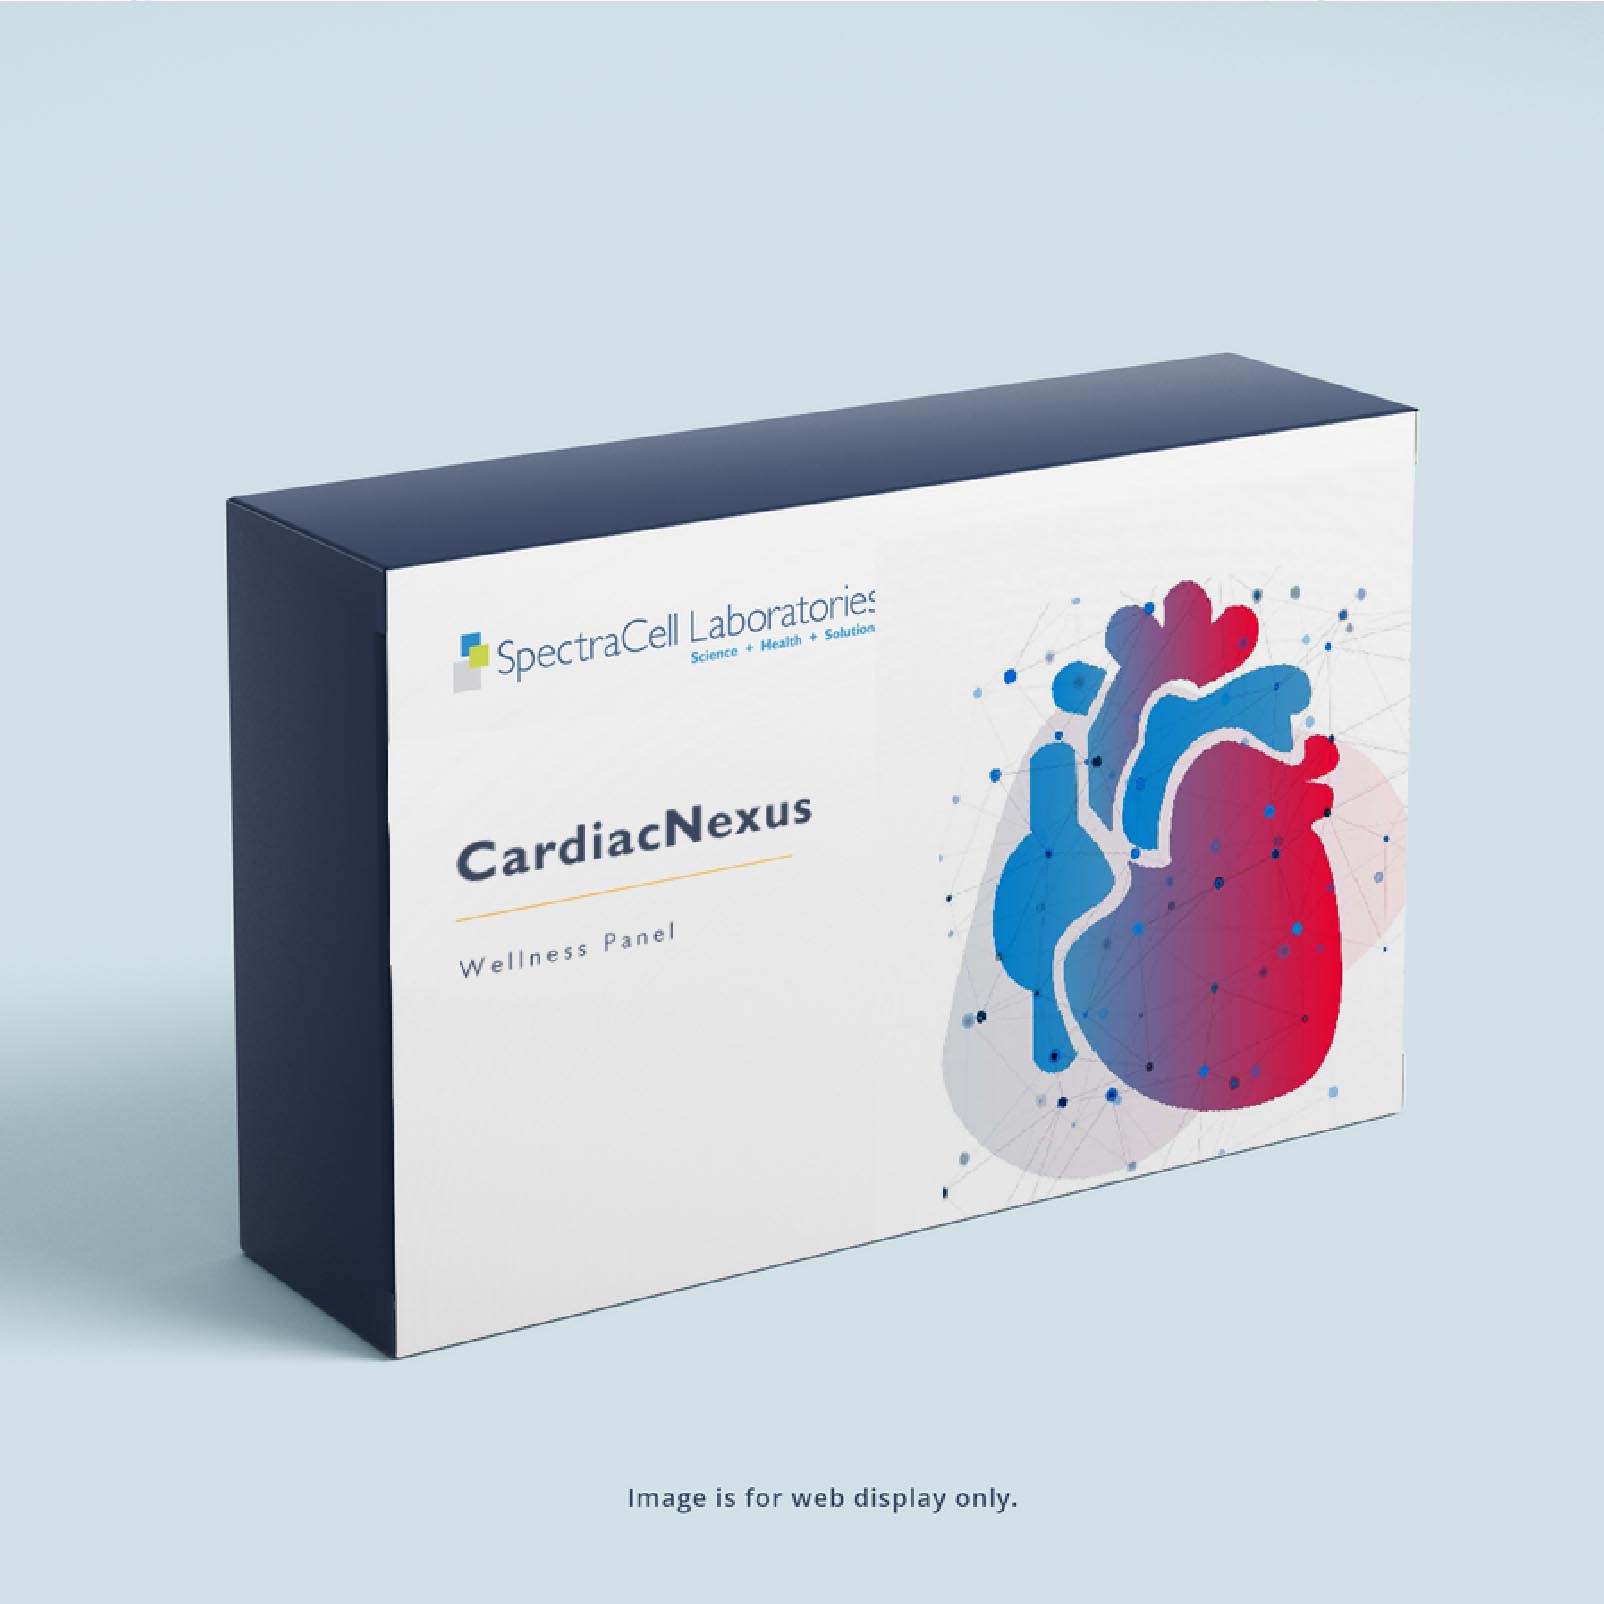 SpectraCell Laboratories
Science + Health + Solution
CardiacNexus
Wellness Panel
Image is for web display only.